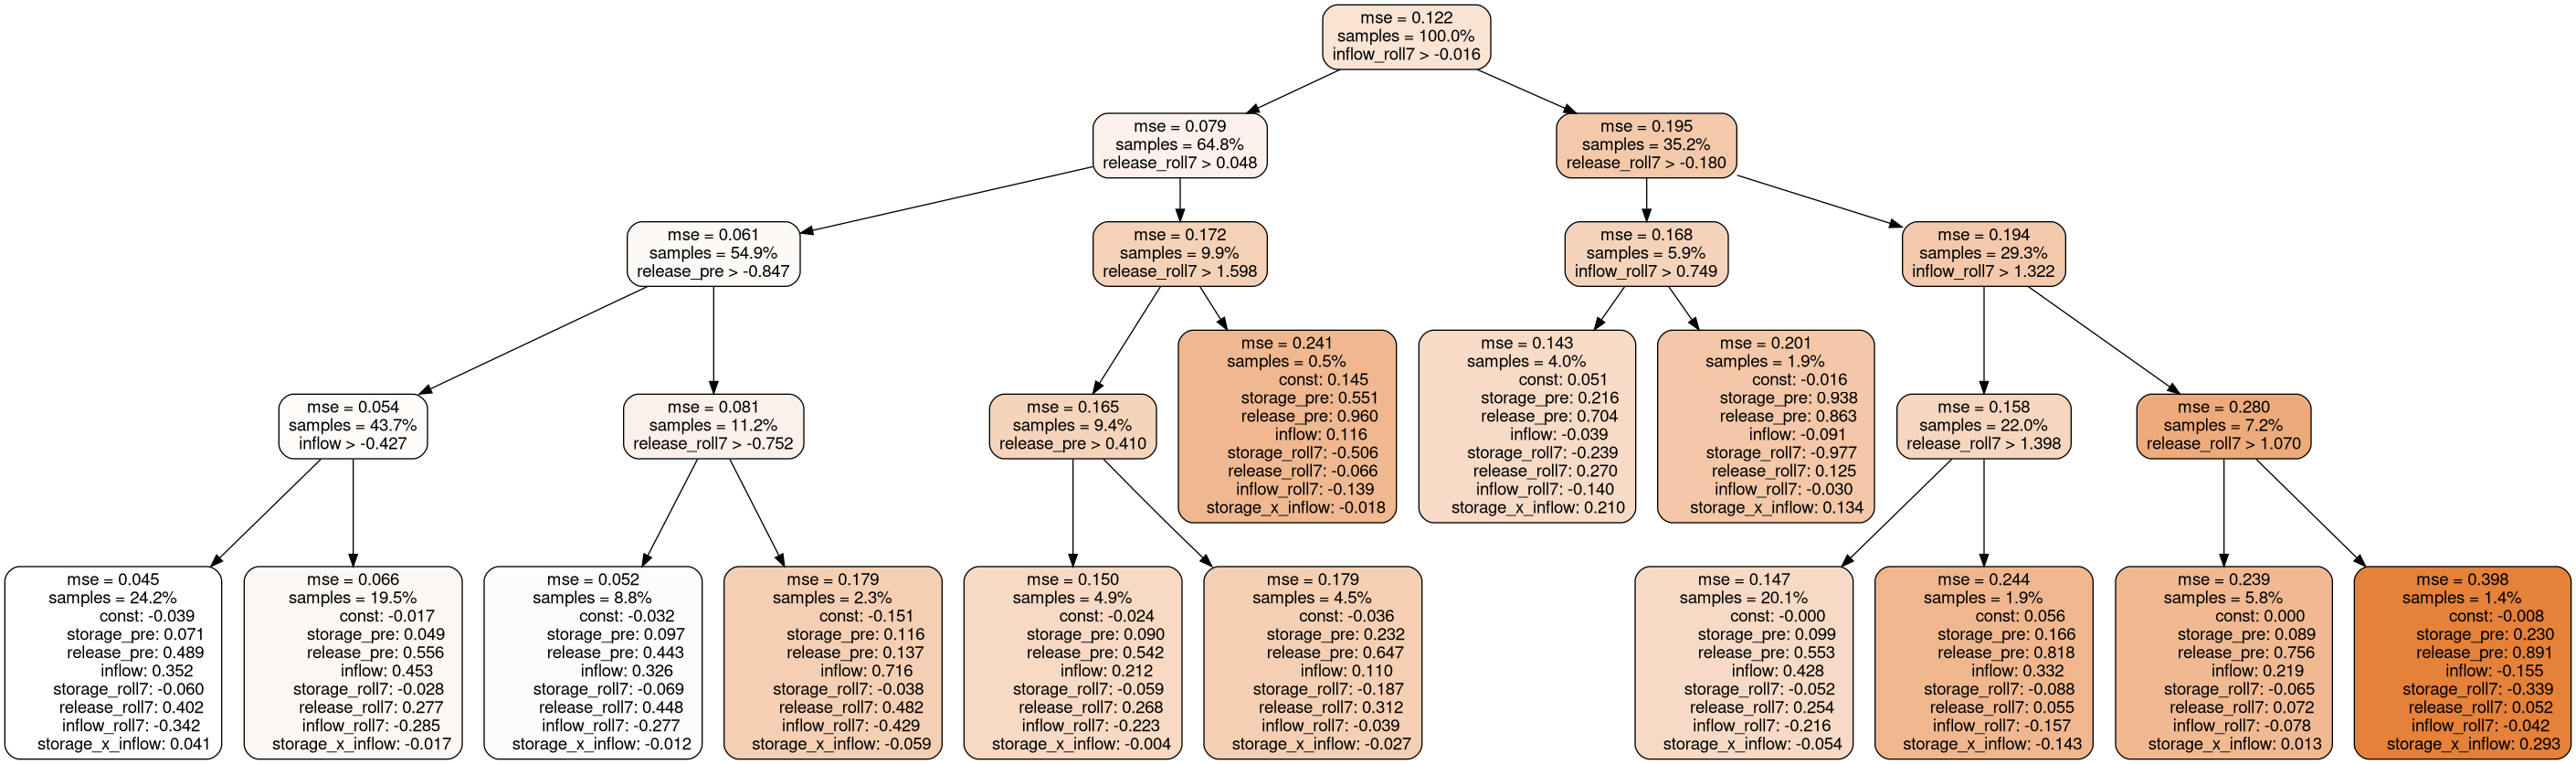 mse = 0.122
samples = 100.0%
inflow_roll7 > -0.016
mse = 0.079
samples = 64.8%
release_roll7 > 0.048
mse = 0.195
samples = 35.2%
release_roll7 > -0.180
mse = 0.061
samples = 54.9%
release_pre > -0.847
mse = 0.172
samples = 9.9%
release_roll7 > 1.598
mse = 0.168
samples = 5.9%
inflow_roll7 > 0.749
mse = 0.194
samples = 29.3%
inflow_roll7 > 1.322
mse = 0.054
samples = 43.7%
inflow > -0.427
mse = 0.081
samples = 11.2%
release_roll7 > -0.752
mse = 0.165
samples = 9.4%
release_pre > 0.410
mse = 0.241
samples = 0.5%
const: 0.145
storage_pre: 0.551
release_pre: 0.960
inflow: 0.116
storage_roll7: -0.506
release_roll7: -0.066
inflow_roll7: -0.139
storage_x_inflow: -0.018
mse = 0.143
samples = 4.0%
const: 0.051
storage_pre: 0.216
release_pre: 0.704
inflow: -0.039
storage_roll7: -0.239
release_roll7: 0.270
inflow_roll7: -0.140
storage_x_inflow: 0.210
mse = 0.201
samples = 1.9%
const: -0.016
storage_pre: 0.938
release_pre: 0.863
inflow: -0.091
storage_roll7: -0.977
release_roll7: 0.125
inflow_roll7: -0.030
storage_x_inflow: 0.134
mse = 0.158
samples = 22.0%
release_roll7 > 1.398
mse = 0.280
samples = 7.2%
release_roll7 > 1.070
mse = 0.045
samples = 24.2%
const: -0.039
storage_pre: 0.071
release_pre: 0.489
inflow: 0.352
storage_roll7: -0.060
release_roll7: 0.402
inflow_roll7: -0.342
storage_x_inflow: 0.041
mse = 0.066
samples = 19.5%
const: -0.017
storage_pre: 0.049
release_pre: 0.556
inflow: 0.453
storage_roll7: -0.028
release_roll7: 0.277
inflow_roll7: -0.285
storage_x_inflow: -0.017
mse = 0.052
samples = 8.8%
const: -0.032
storage_pre: 0.097
release_pre: 0.443
inflow: 0.326
storage_roll7: -0.069
release_roll7: 0.448
inflow_roll7: -0.277
storage_x_inflow: -0.012
mse = 0.179
samples = 2.3%
const: -0.151
storage_pre: 0.116
release_pre: 0.137
inflow: 0.716
storage_roll7: -0.038
release_roll7: 0.482
inflow_roll7: -0.429
storage_x_inflow: -0.059
mse = 0.150
samples = 4.9%
const: -0.024
storage_pre: 0.090
release_pre: 0.542
inflow: 0.212
storage_roll7: -0.059
release_roll7: 0.268
inflow_roll7: -0.223
storage_x_inflow: -0.004
mse = 0.179
samples = 4.5%
const: -0.036
storage_pre: 0.232
release_pre: 0.647
inflow: 0.110
storage_roll7: -0.187
release_roll7: 0.312
inflow_roll7: -0.039
storage_x_inflow: -0.027
mse = 0.147
samples = 20.1%
const: -0.000
storage_pre: 0.099
release_pre: 0.553
inflow: 0.428
storage_roll7: -0.052
release_roll7: 0.254
inflow_roll7: -0.216
storage_x_inflow: -0.054
mse = 0.244
samples = 1.9%
const: 0.056
storage_pre: 0.166
release_pre: 0.818
inflow: 0.332
storage_roll7: -0.088
release_roll7: 0.055
inflow_roll7: -0.157
storage_x_inflow: -0.143
mse = 0.239
samples = 5.8%
const: 0.000
storage_pre: 0.089
release_pre: 0.756
inflow: 0.219
storage_roll7: -0.065
release_roll7: 0.072
inflow_roll7: -0.078
storage_x_inflow: 0.013
mse = 0.398
samples = 1.4%
const: -0.008
storage_pre: 0.230
release_pre: 0.891
inflow: -0.155
storage_roll7: -0.339
release_roll7: 0.052
inflow_roll7: -0.042
storage_x_inflow: 0.293